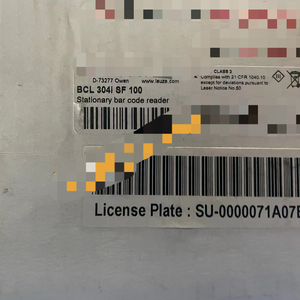 CLASS 2
D-73277 Owen www.leuze.com
Complies with 21 CFR 1040.10
except for deviations pursuant to
Laser Notice No.50
BCL 304i SF 100
Stationary bar code reader
License Plate : SU-0000071A07